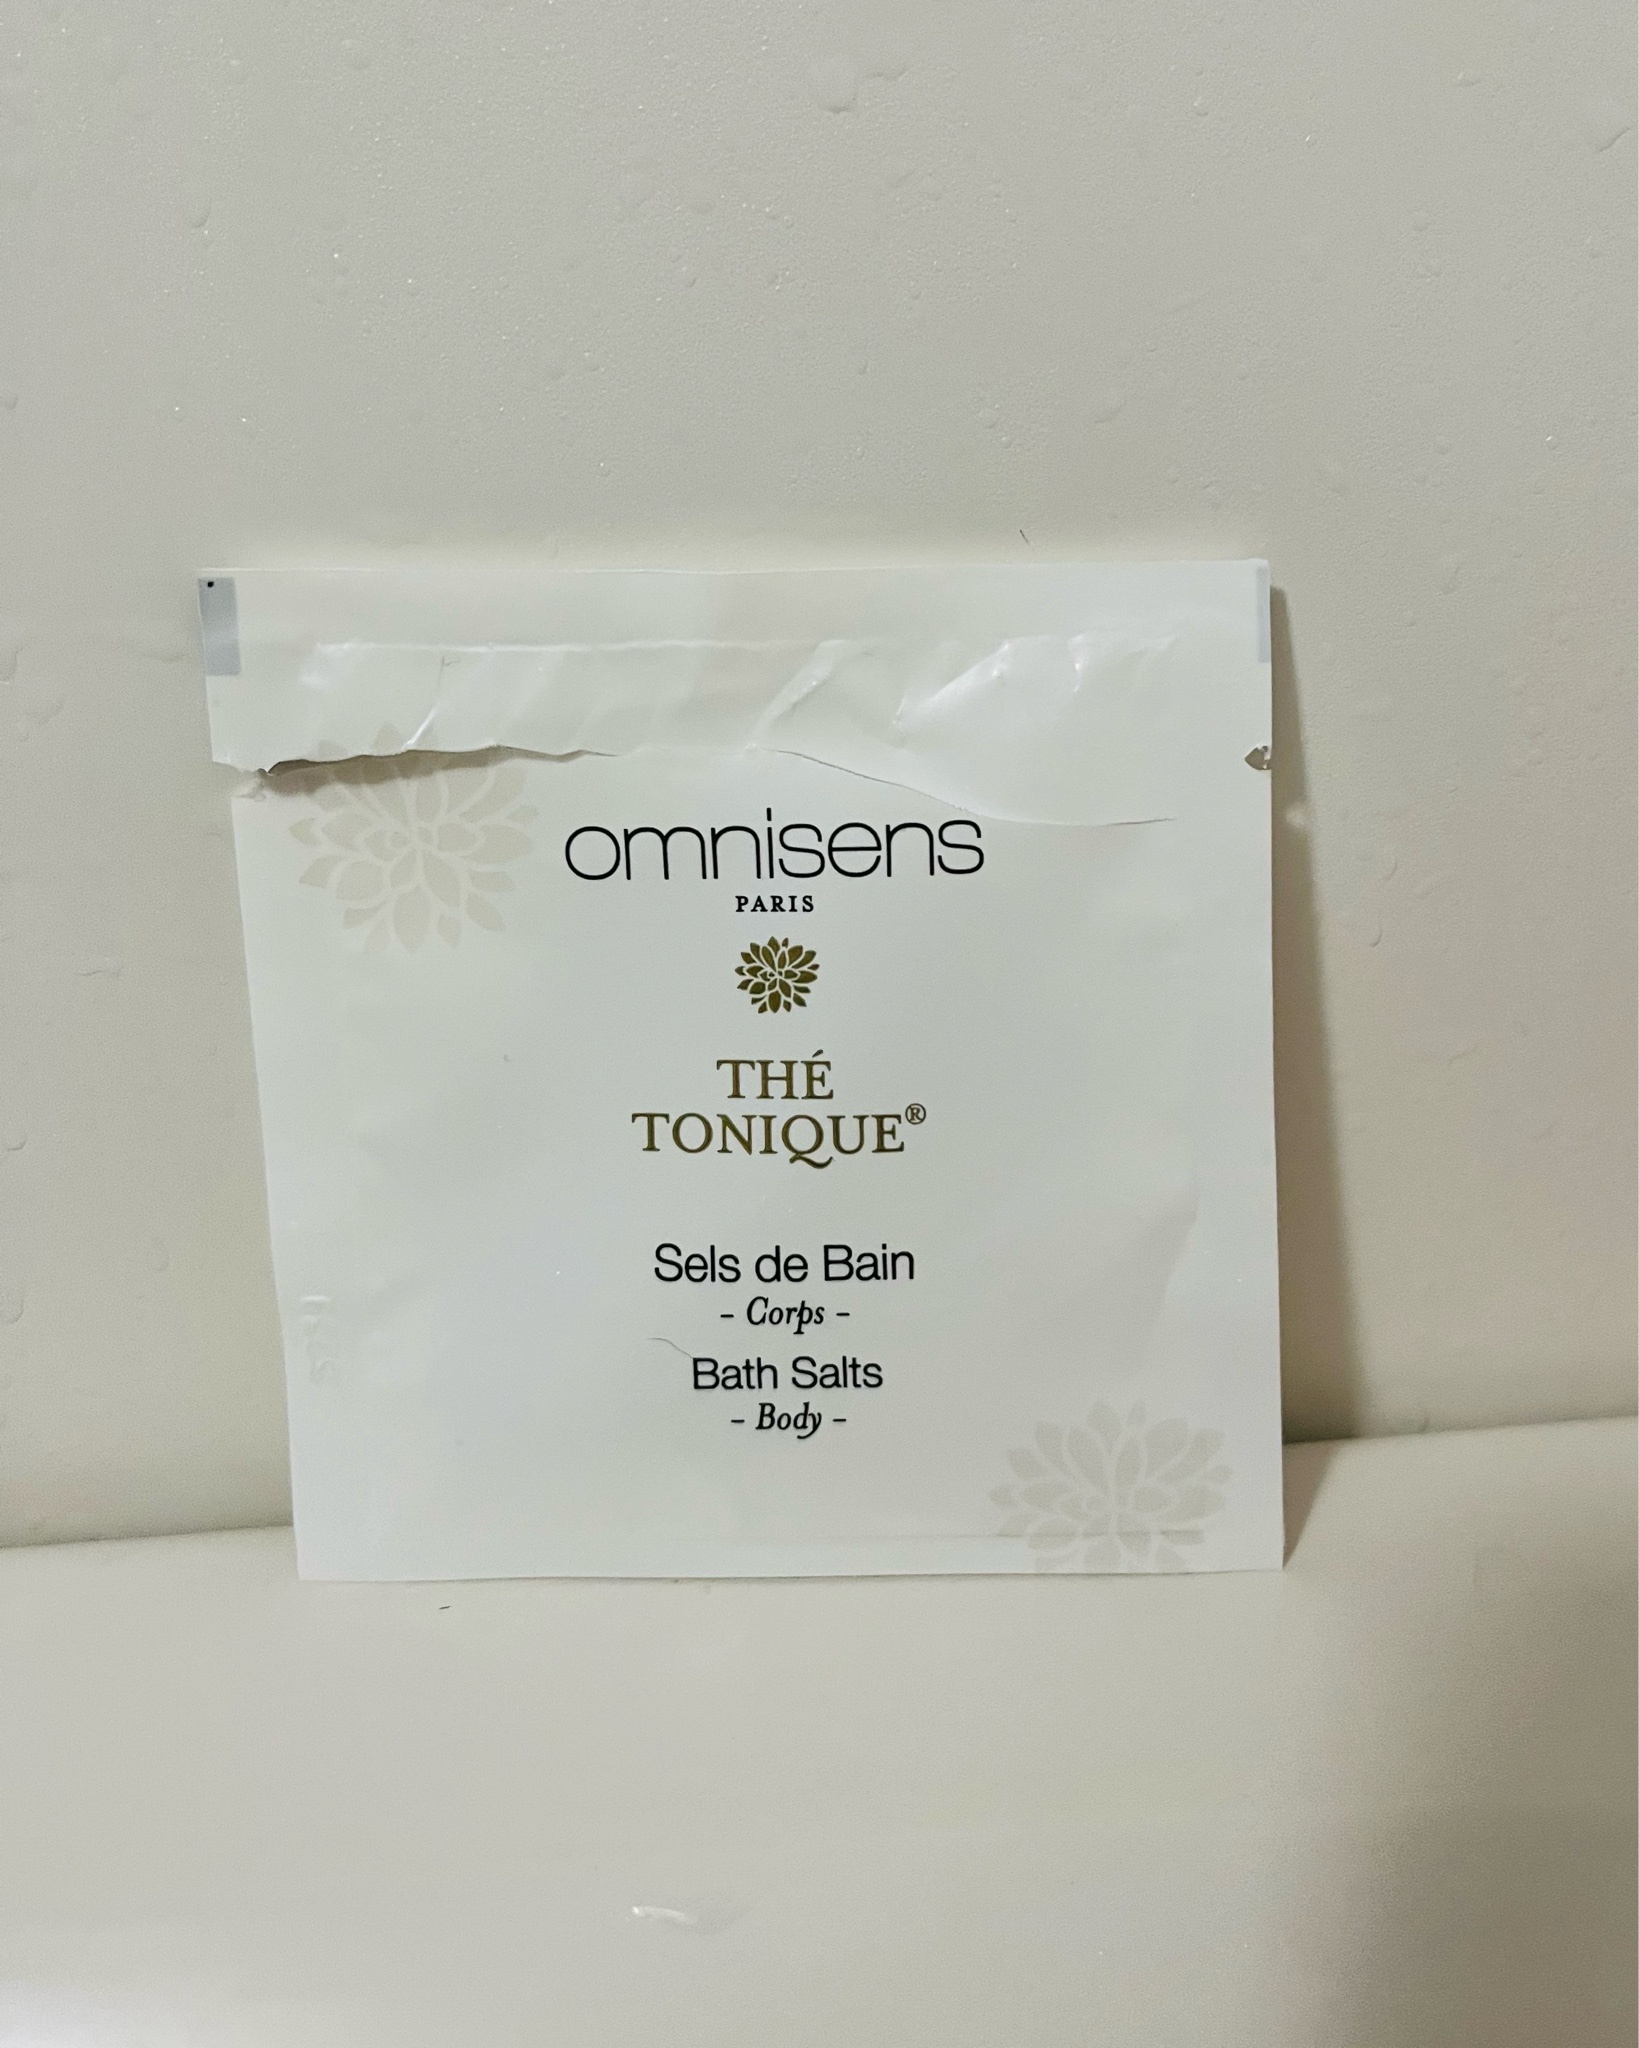 omnisens
PARIS
THÉ
TONIQUE®
Sels de Bain
- Corps -
Bath Salts
- Body -